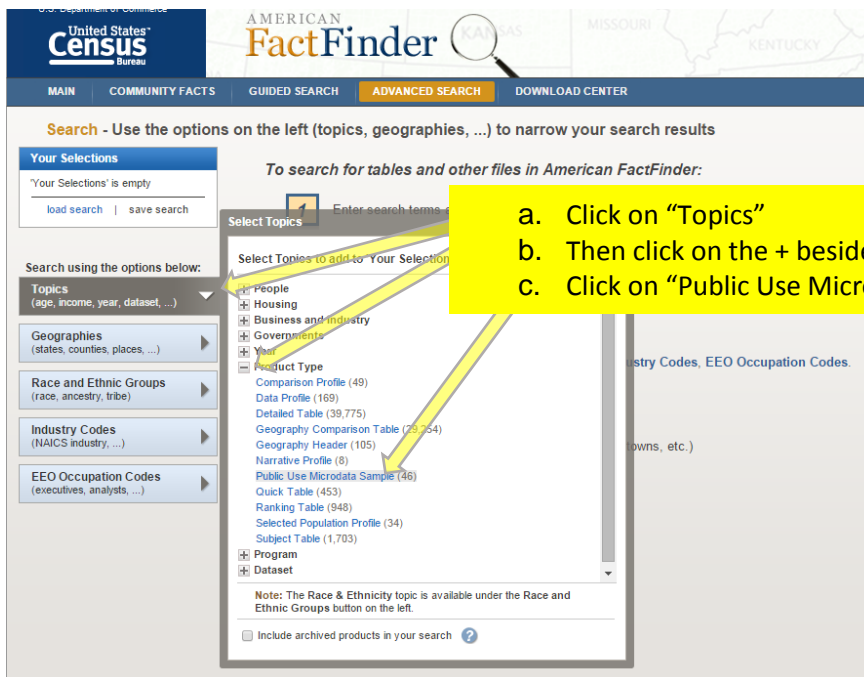 U.S. Department of Commerce
United States™
Census
Bureau
AMERICAN
FactFinder
KANSAS
MISSOURI
KENTUCKY
MAIN COMMUNITY FACTS GUIDED SEARCH ADVANCED SEARCH DOWNLOAD CENTER
Search - Use the options on the left (topics, geographies, ...) to narrow your search results
Your Selections
'Your Selections' is empty
load search | save search
Search using the options below:
Topics
(age, income, year, dataset, ...)
Geographies
(states, counties, places, ...)
Race and Ethnic Groups
(race, ancestry, tribe)
Industry Codes
(NAICS industry, ...)
EEO Occupation Codes
(executives, analysts, ...)
To search for tables and other files in American FactFinder:
1 Enter search terms
Select Topics
Select Topics to add to 'Your Selection
People
Housing
Business and Industry
Governments
Year
Product Type
Comparison Profile (49)
Data Profile (169)
Detailed Table (39,775)
Geography Comparison Table (29,254)
Geography Header (105)
Narrative Profile (8)
Public Use Microdata Sample (46)
Quick Table (453)
Ranking Table (948)
Selected Population Profile (34)
Subject Table (1,703)
Program
Dataset
Note: The Race & Ethnicity topic is available under the Race and
Ethnic Groups button on the left.
Include archived products in your search ?
a. Click on "Topics"
b. Then click on the + beside
c. Click on "Public Use Micro
ustry Codes, EEO Occupation Codes.
towns, etc.)